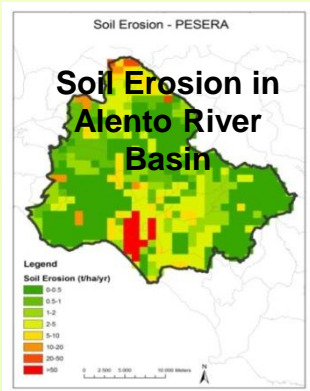 Soil Erosion - PESERA
Soil Erosion in
Alento River
Basin
Legend
Soil Erosion (t/ha/yr)
0-0.5
0.5-1
1-2
2-5
5-10
10-20
20-50
>50
0 2.500 5.000 10.000 Meters
N